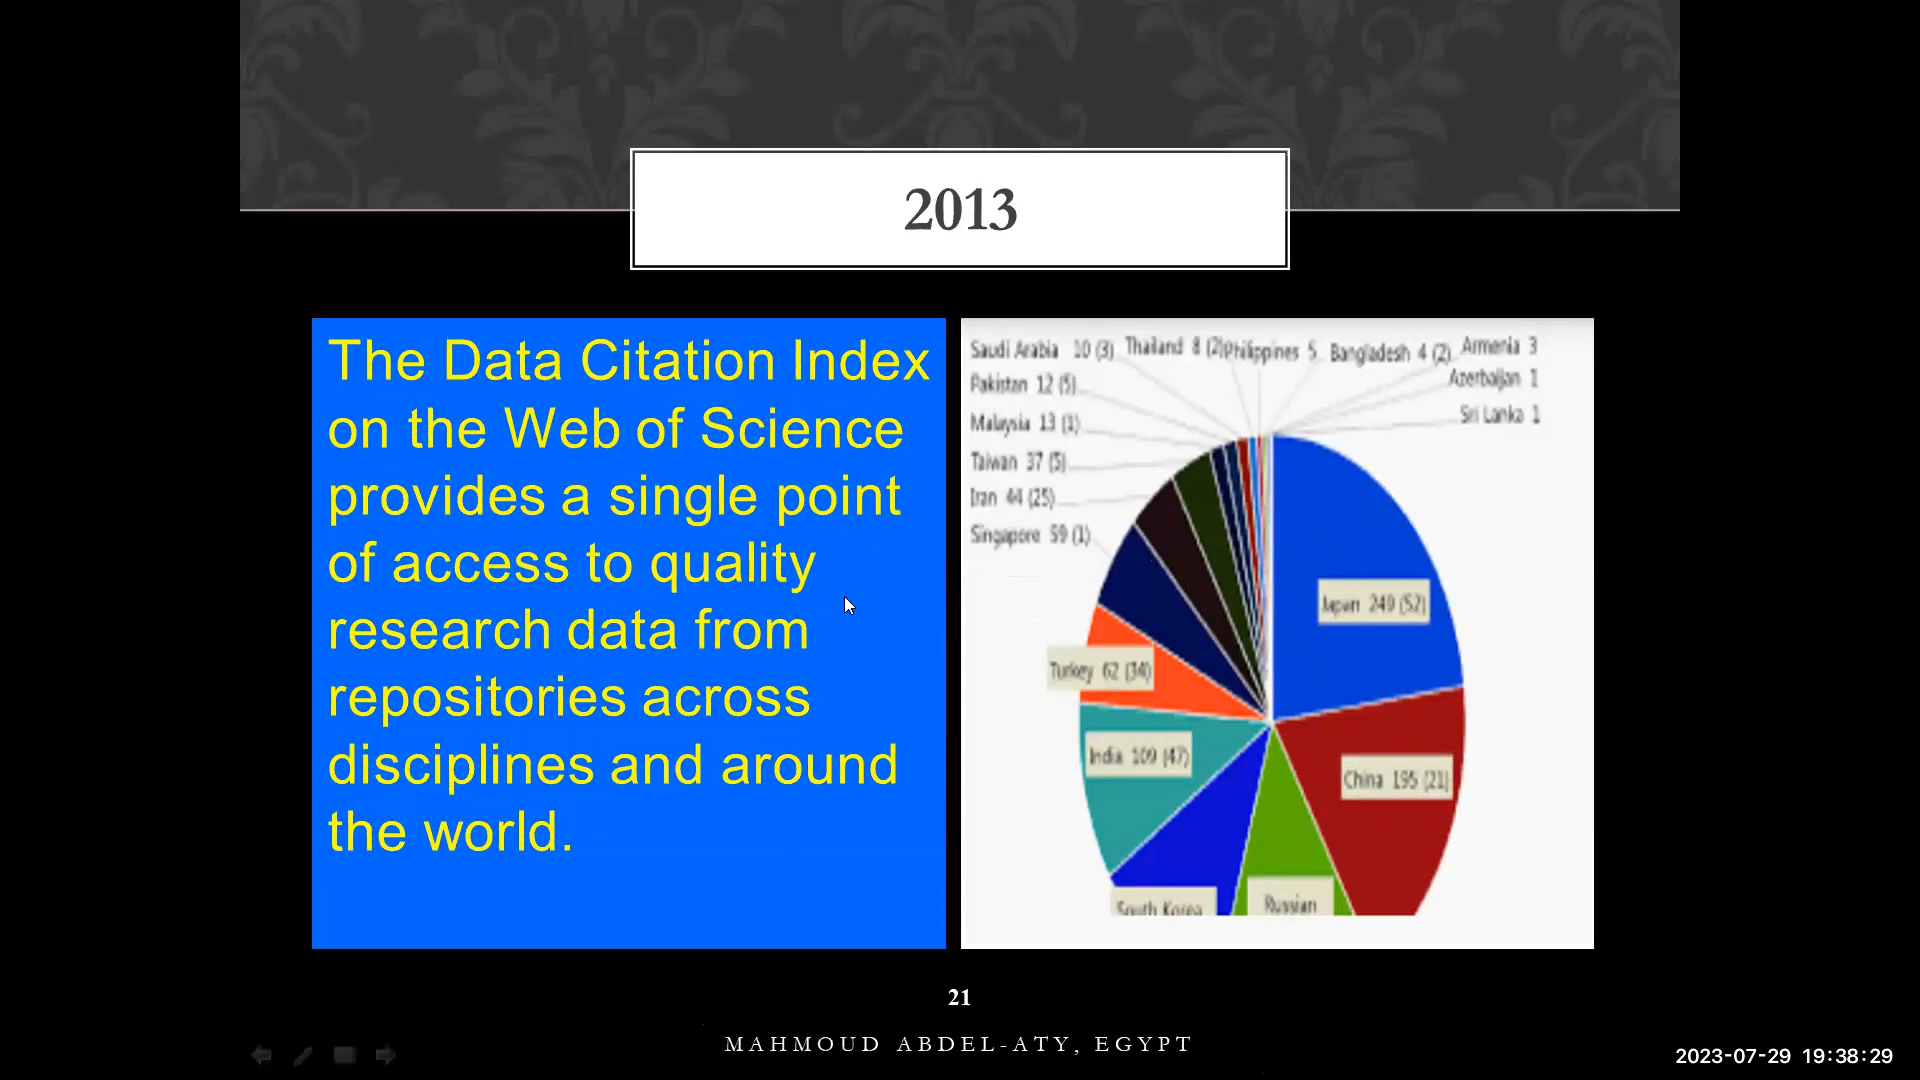 2013
The Data Citation Index
on the Web of Science
provides a single point
of access to quality
research data from
repositories across
disciplines and around
the world.
Saudi Arabia 10 (3)
Thailand 8 (2)
Philippines 5
Bangladesh 4 (2)
Armenia 3
Pakistan 12 (5)
Azerbaijan 1
Malaysia 13 (1)
Sri Lanka 1
Taiwan 37 (5)
Iran 44 (25)
Singapore 59 (1)
Japan 249 (52)
Turkey 62 (34)
India 109 (47)
China 195 (21)
South Korea
Russian
21
MAHMOUD ABDEL-ATY, EGYPT
2023-07-29 19:38:29